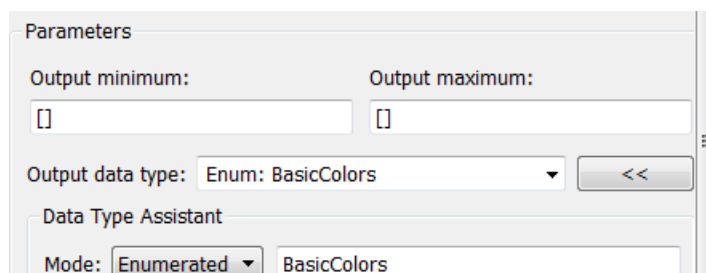 Parameters
Output minimum: Output maximum:
[] []
Output data type: Enum: BasicColors <<
Data Type Assistant
Mode: Enumerated BasicColors